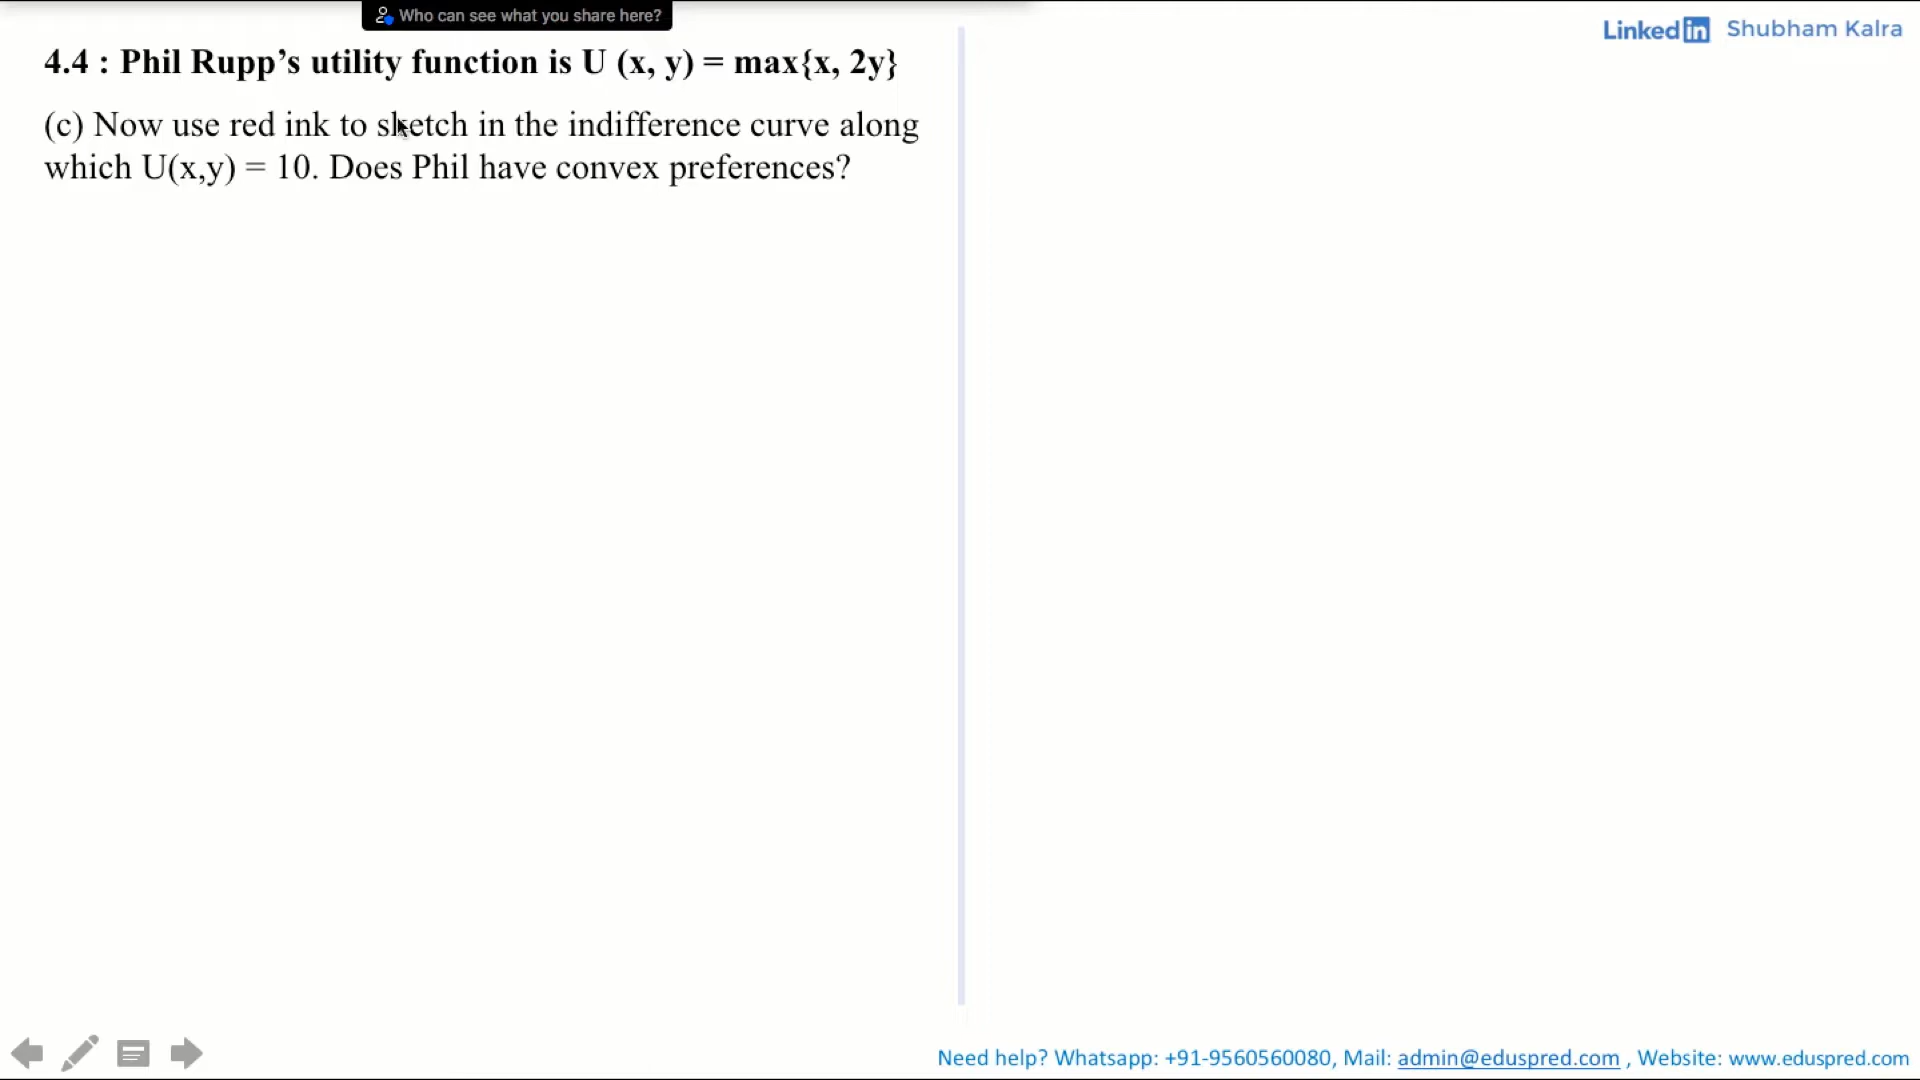 Who can see what you share here?
Linked in Shubham Kalra
4.4 : Phil Rupp’s utility function is U (x, y) = max{x, 2y}
(c) Now use red ink to sketch in the indifference curve along
which U(x,y) = 10. Does Phil have convex preferences?
Need help? Whatsapp: +91-9560560080, Mail: admin@eduspred.com , Website: www.eduspred.com